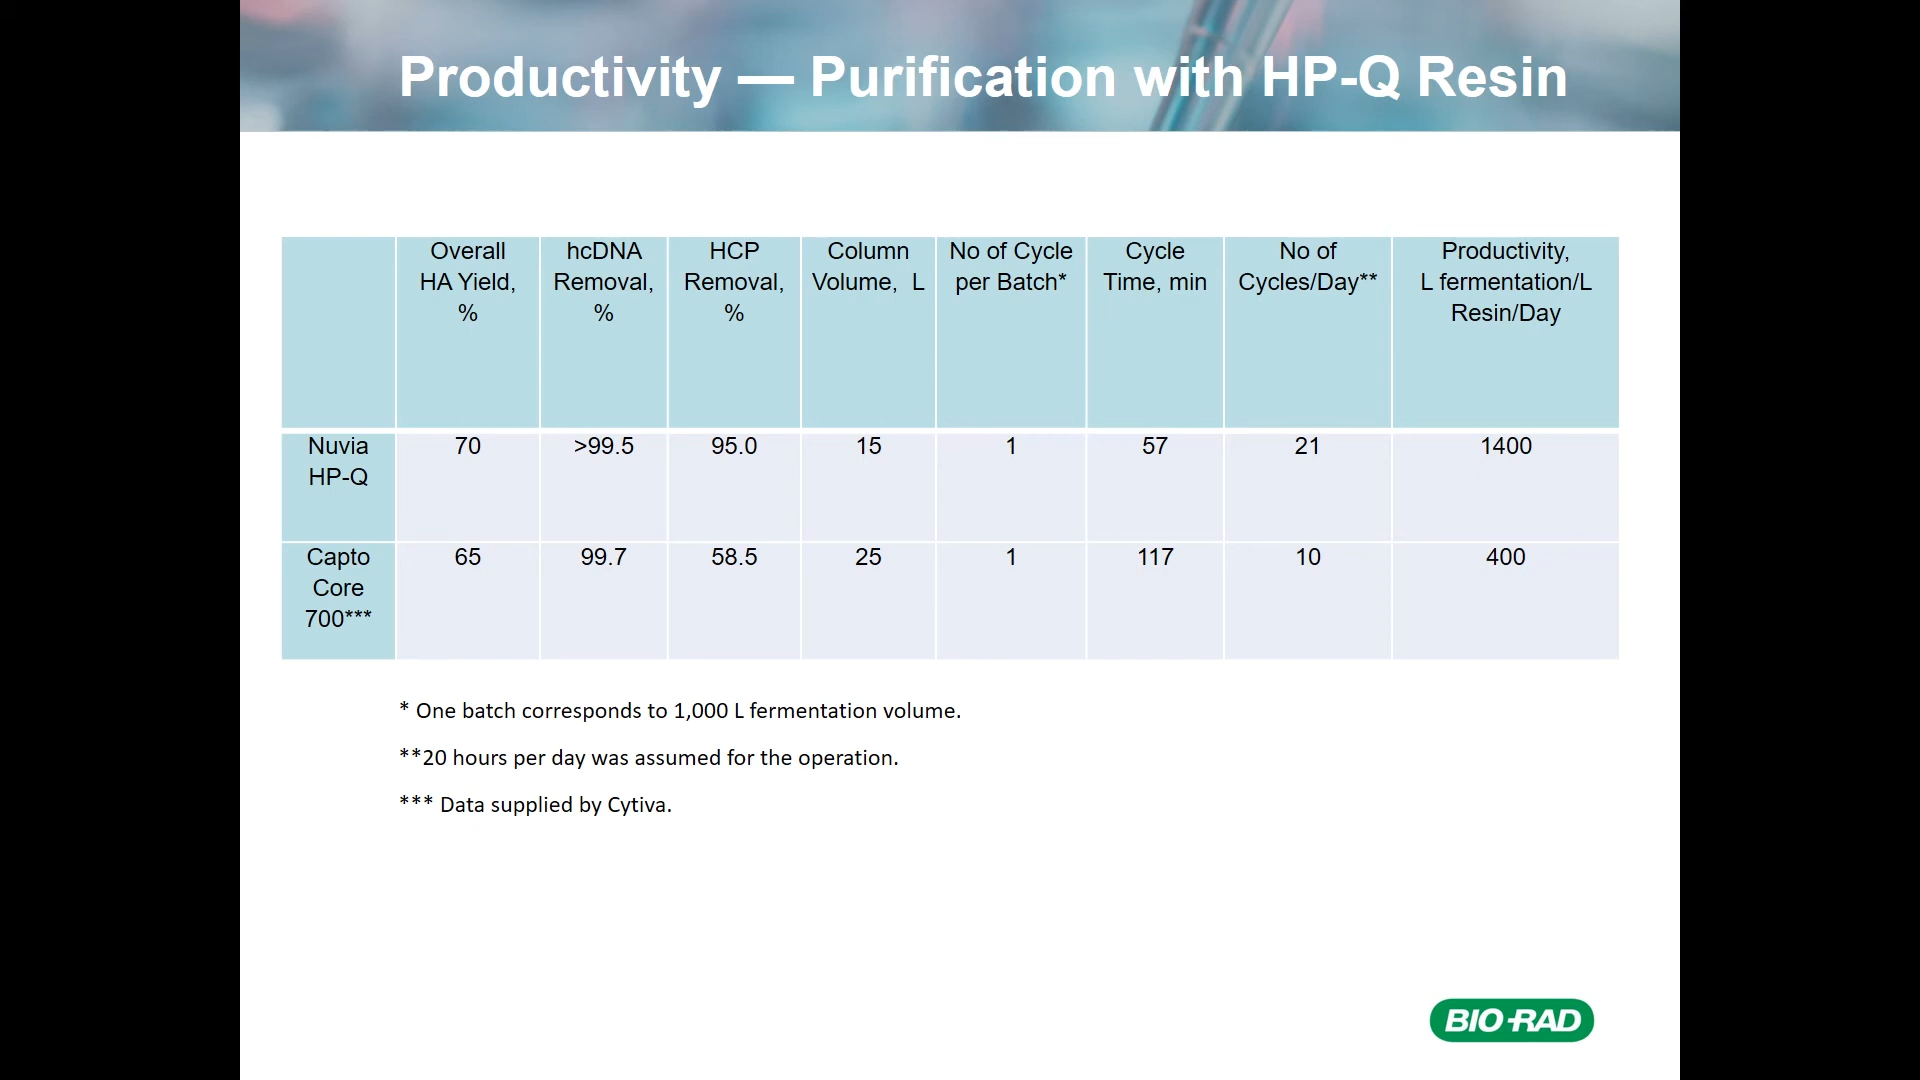 Productivity — Purification with HP-Q Resin
Overall
HA Yield,
%
hcDNA
Removal,
%
HCP
Removal,
%
Column
Volume,  L
No of Cycle
per Batch*
Cycle
Time, min
No of
Cycles/Day**
Productivity,
L fermentation/L
Resin/Day
Nuvia
HP-Q
70
>99.5
95.0
15
1
57
21
1400
Capto
Core
700***
65
99.7
58.5
25
1
117
10
400
* One batch corresponds to 1,000 L fermentation volume.
**20 hours per day was assumed for the operation.
*** Data supplied by Cytiva.
BIO-RAD